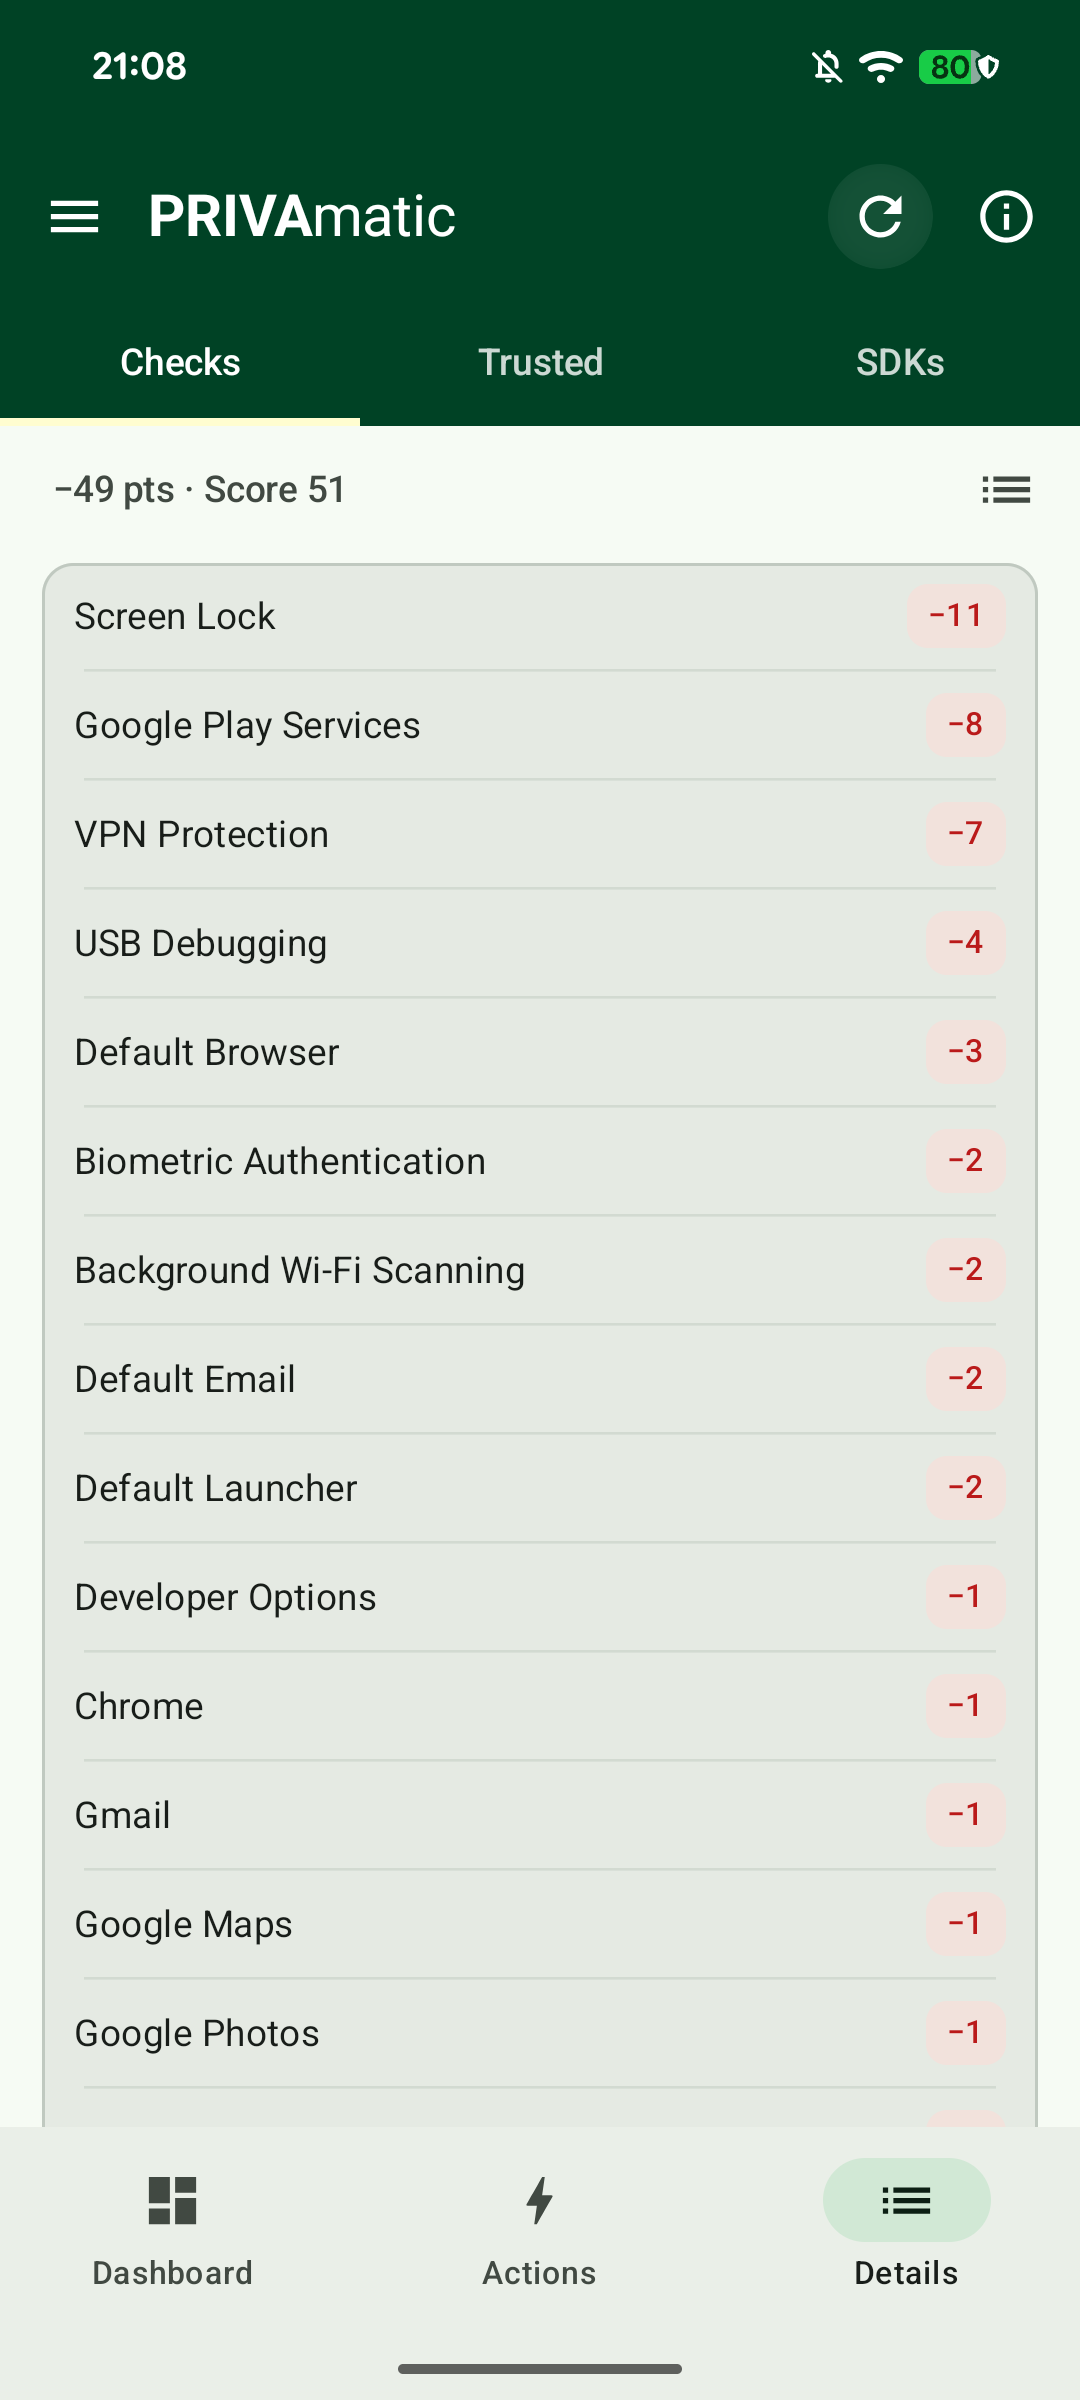 21:08
80
PRIVAmatic
Checks
Trusted
SDKs
−49 pts · Score 51
Screen Lock
−11
Google Play Services
−8
VPN Protection
−7
USB Debugging
−4
Default Browser
−3
Biometric Authentication
−2
Background Wi-Fi Scanning
−2
Default Email
−2
Default Launcher
−2
Developer Options
−1
Chrome
−1
Gmail
−1
Google Maps
−1
Google Photos
−1
Dashboard
Actions
Details